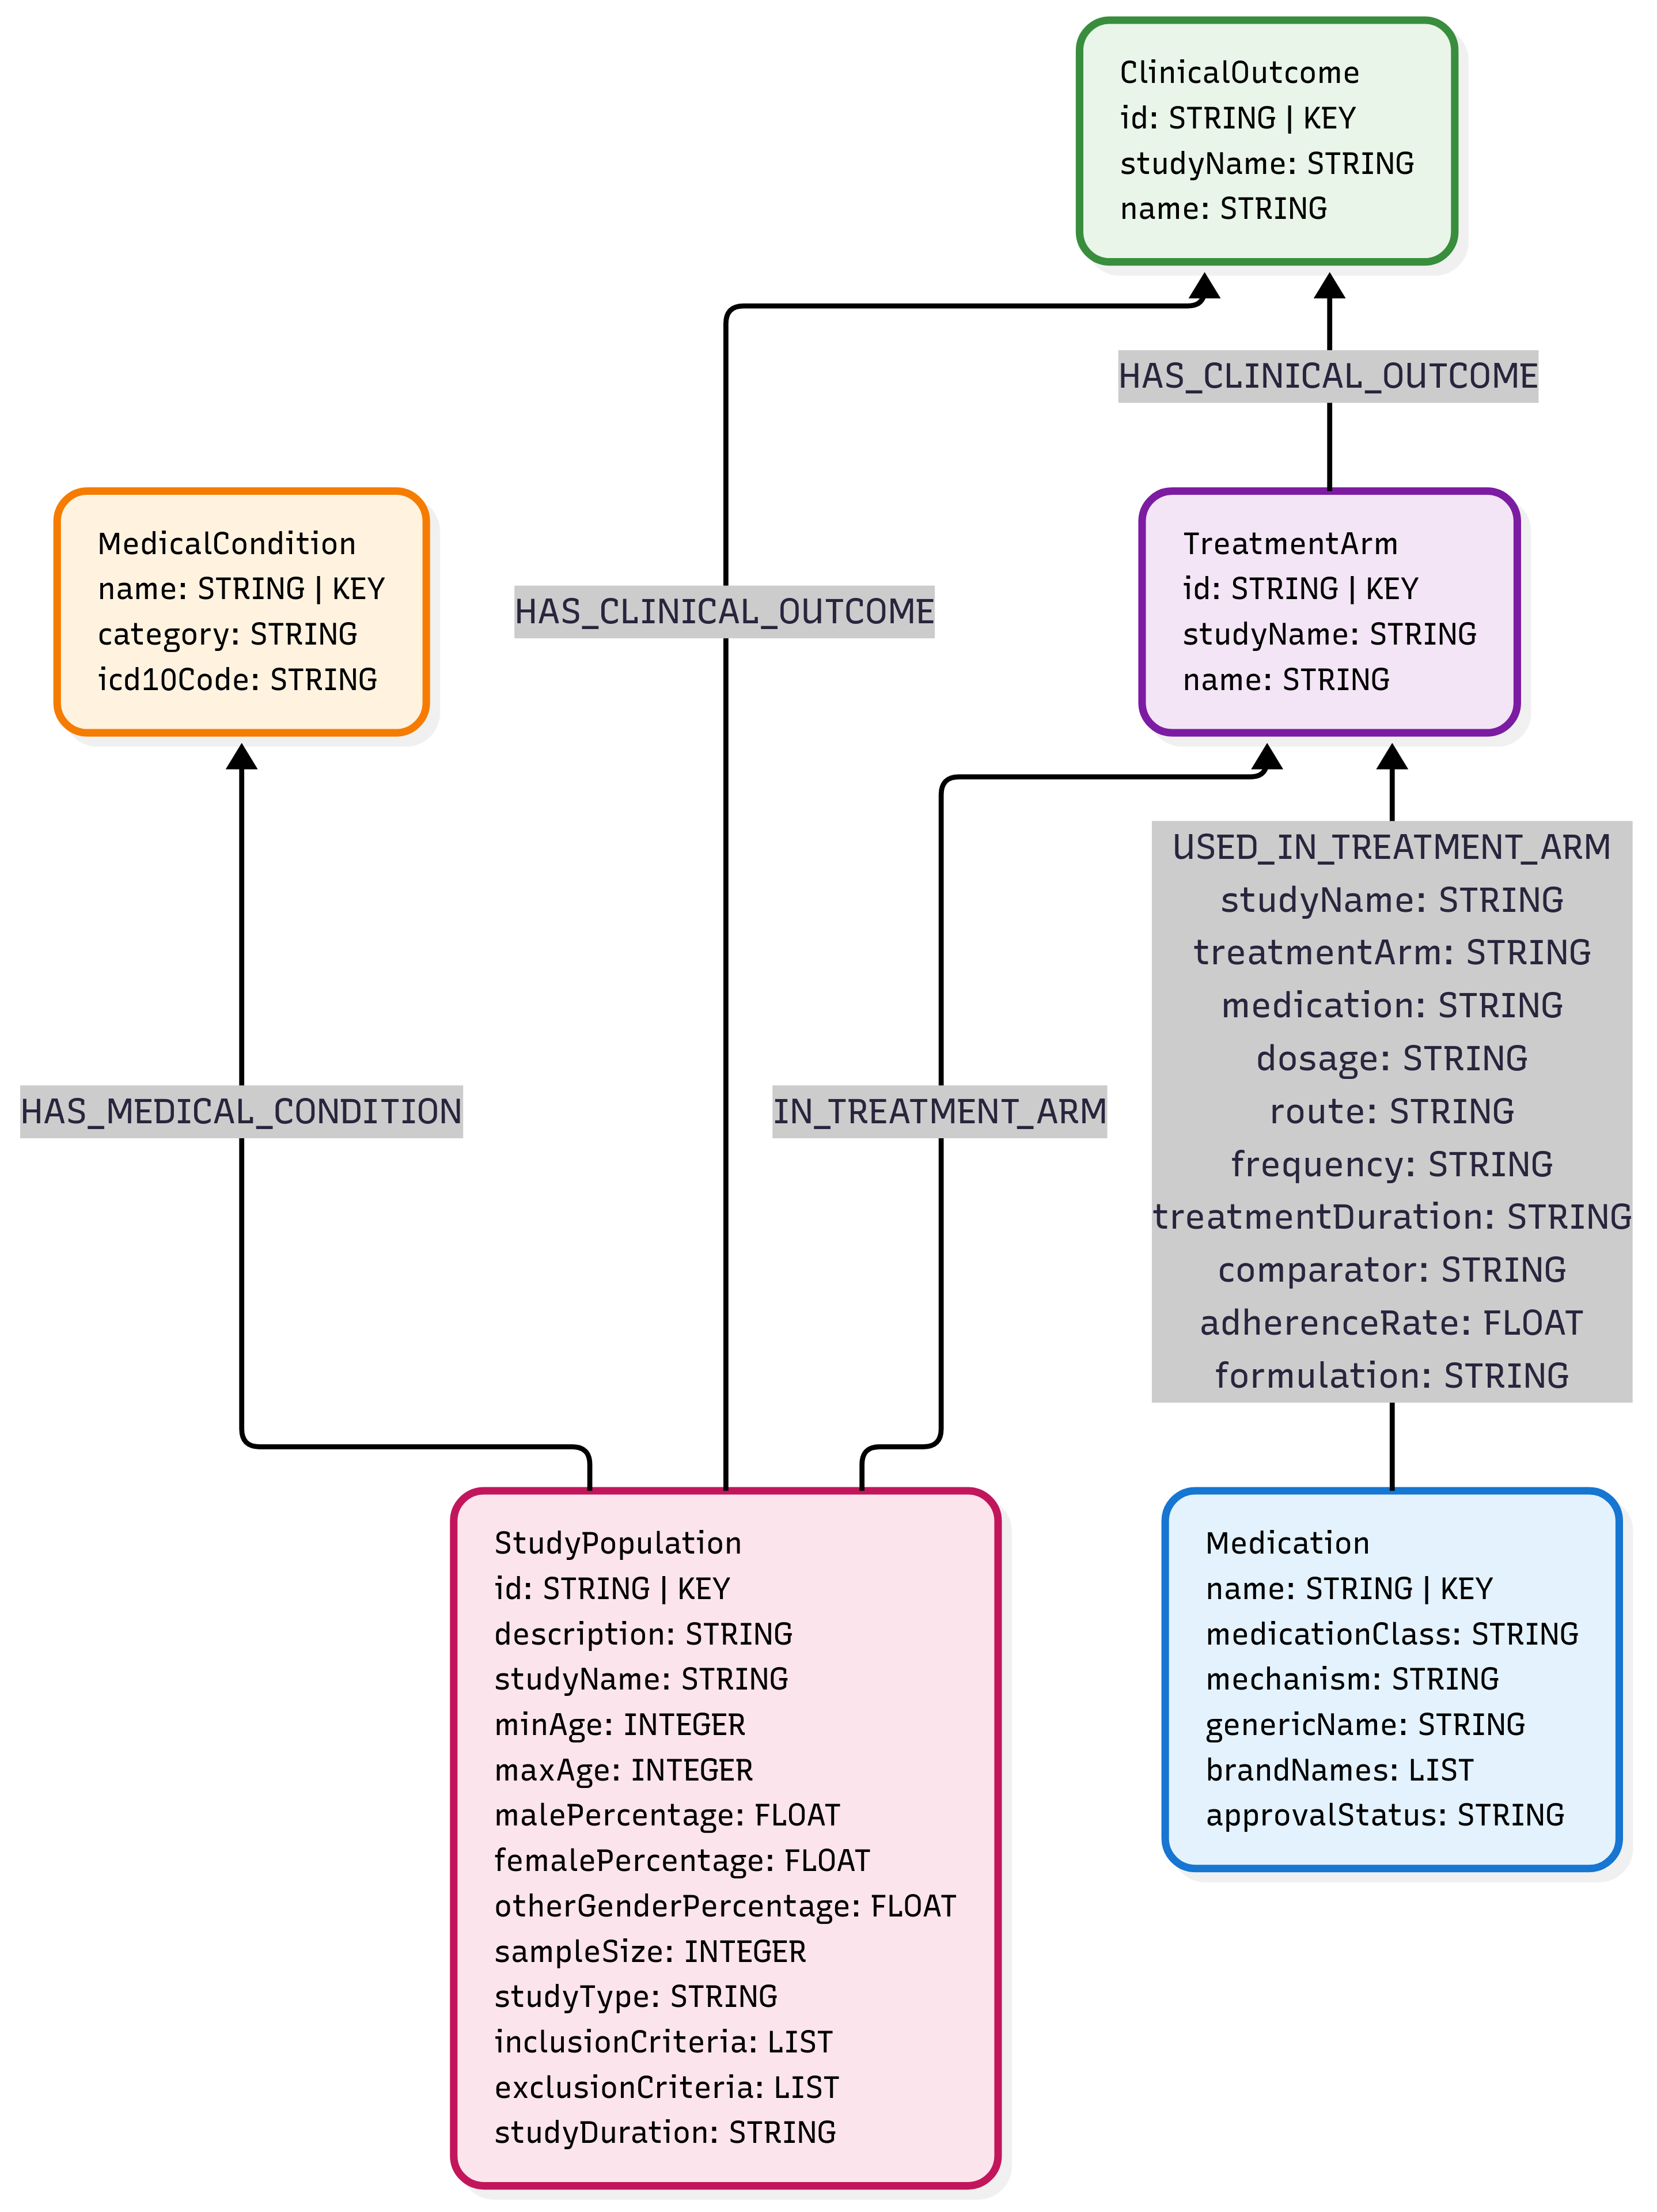 ClinicalOutcome
id: STRING | KEY
studyName: STRING
name: STRING
HAS_CLINICAL_OUTCOME
MedicalCondition
name: STRING | KEY
category: STRING
icd10Code: STRING
HAS_CLINICAL_OUTCOME
TreatmentArm
id: STRING | KEY
studyName: STRING
name: STRING
HAS_MEDICAL_CONDITION
IN_TREATMENT_ARM
USED_IN_TREATMENT_ARM
studyName: STRING
treatmentArm: STRING
medication: STRING
dosage: STRING
route: STRING
frequency: STRING
treatmentDuration: STRING
comparator: STRING
adherenceRate: FLOAT
formulation: STRING
StudyPopulation
id: STRING | KEY
description: STRING
studyName: STRING
minAge: INTEGER
maxAge: INTEGER
malePercentage: FLOAT
femalePercentage: FLOAT
otherGenderPercentage: FLOAT
sampleSize: INTEGER
studyType: STRING
inclusionCriteria: LIST
exclusionCriteria: LIST
studyDuration: STRING
Medication
name: STRING | KEY
medicationClass: STRING
mechanism: STRING
genericName: STRING
brandNames: LIST
approvalStatus: STRING